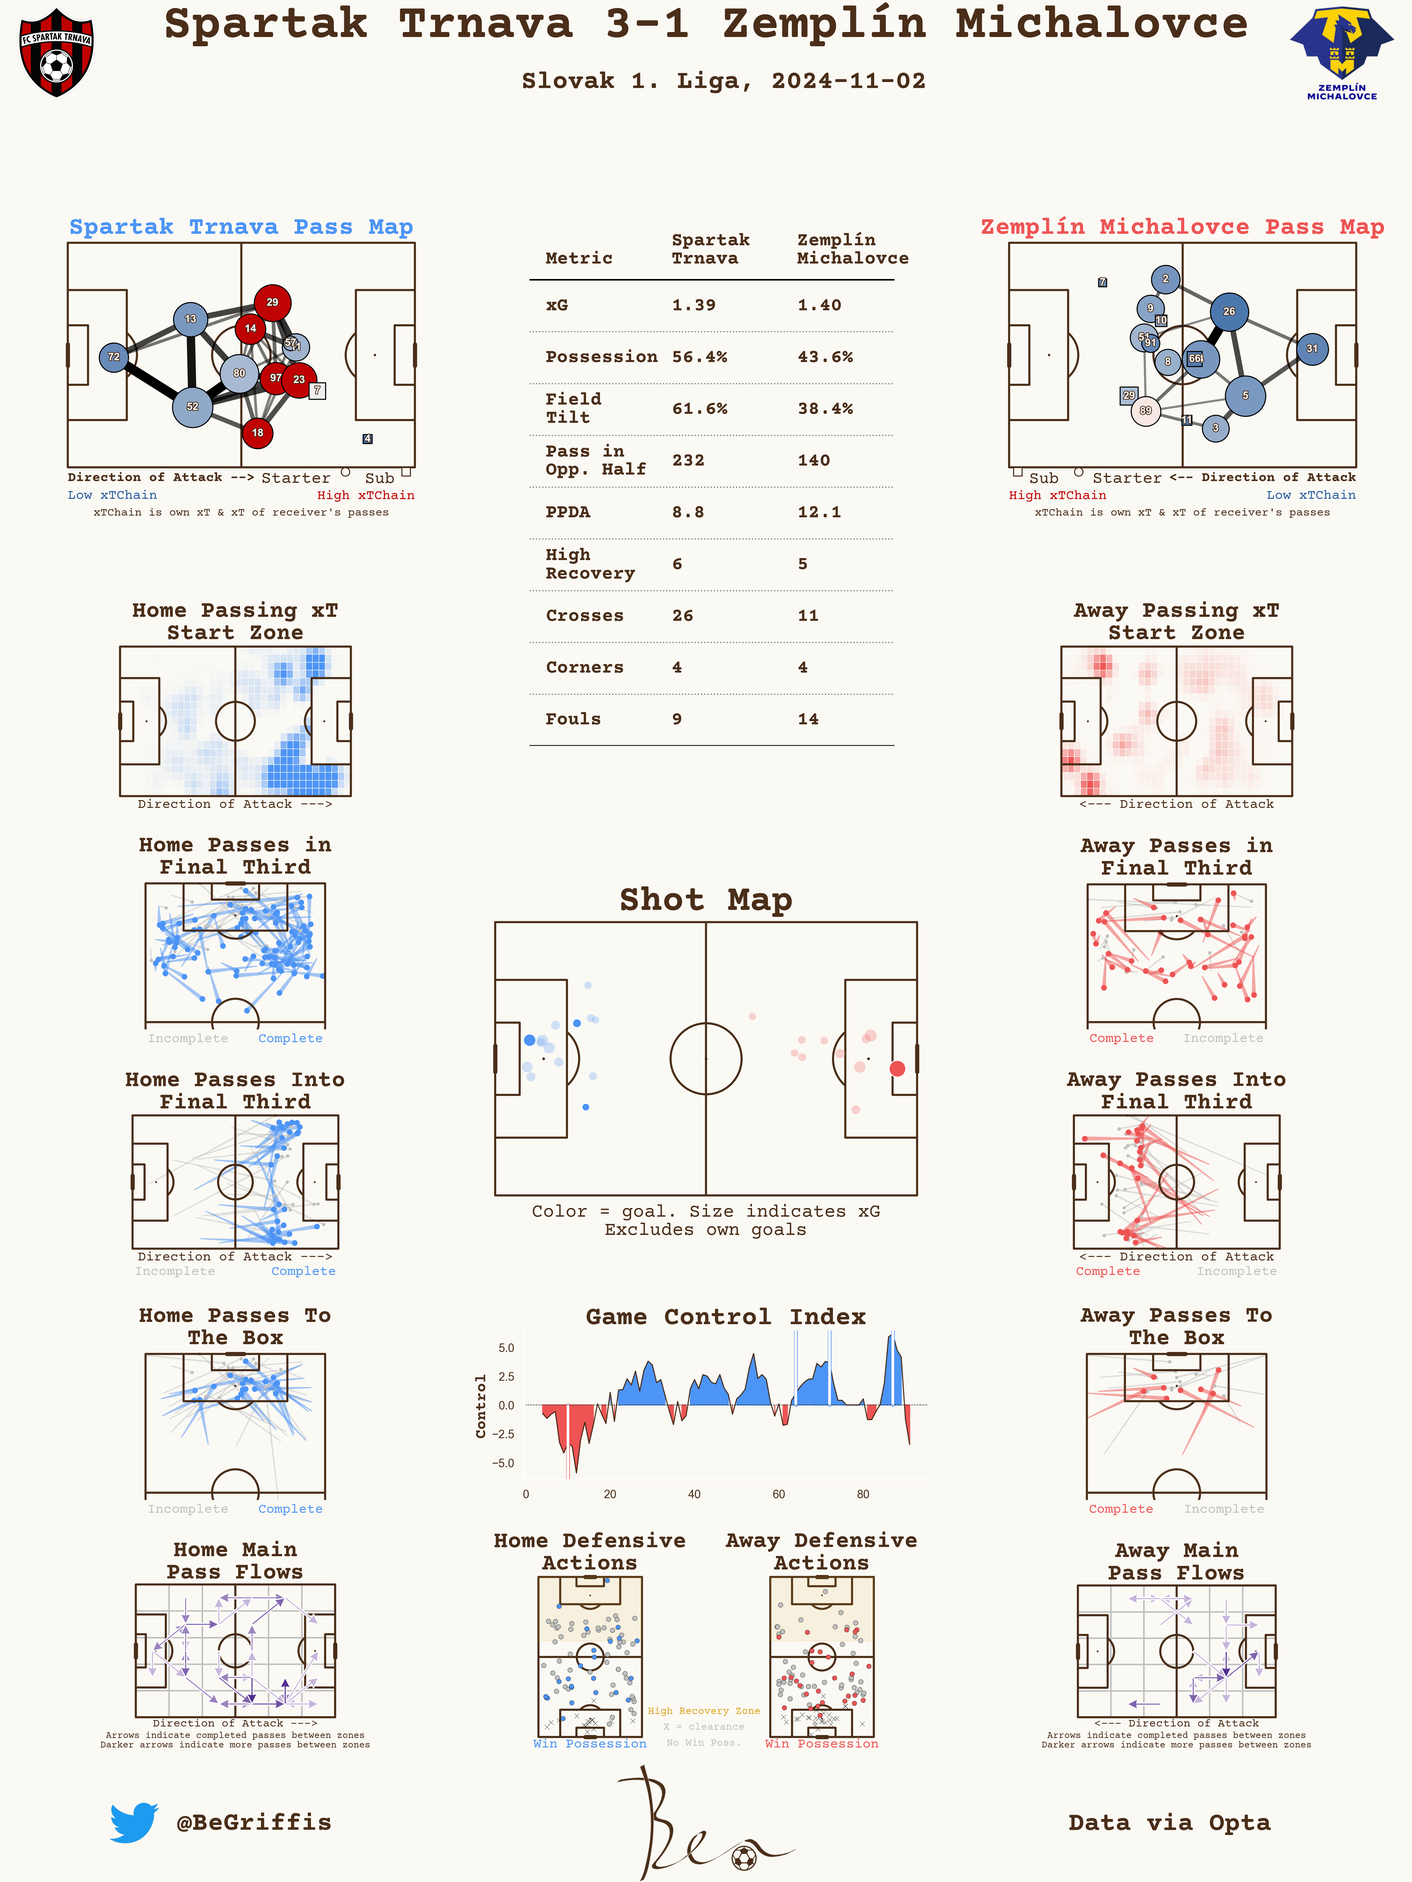 Spartak Trnava 3-1 Zemplín Michalovce
Slovak 1. Liga, 2024-11-02
FC SPARTAK TRNAVA
ZEMPLÍN
MICHALOVCE
Spartak Trnava Pass Map
72
13
52
80
29
14
57
97
23
18
7
4
Direction of Attack --> Starter Sub
Low xTChain High xTChain
xTChain is own xT & xT of receiver's passes
Metric Spartak Trnava Zemplín Michalovce
xG 1.39 1.40
Possession 56.4% 43.6%
Field Tilt 61.6% 38.4%
Pass in Opp. Half 232 140
PPDA 8.8 12.1
High Recovery 6 5
Crosses 26 11
Corners 4 4
Fouls 9 14
Zemplín Michalovce Pass Map
7
2
9
10
51
91
8
66
26
31
29
89
11
3
5
Sub Starter <-- Direction of Attack
High xTChain Low xTChain
xTChain is own xT & xT of receiver's passes
Home Passing xT
Start Zone
Direction of Attack --->
Away Passing xT
Start Zone
<--- Direction of Attack
Home Passes in
Final Third
Incomplete Complete
Away Passes in
Final Third
Complete Incomplete
Shot Map
Color = goal. Size indicates xG
Excludes own goals
Home Passes Into
Final Third
Direction of Attack --->
Incomplete Complete
Away Passes Into
Final Third
<--- Direction of Attack
Complete Incomplete
Home Passes To
The Box
Incomplete Complete
Game Control Index
Control
5.0
2.5
0.0
−2.5
−5.0
0 20 40 60 80
Away Passes To
The Box
Complete Incomplete
Home Main
Pass Flows
Direction of Attack --->
Arrows indicate completed passes between zones
Darker arrows indicate more passes between zones
Home Defensive
Actions
Win Possession
High Recovery Zone
X = clearance
No Win Poss.
Away Defensive
Actions
Win Possession
Away Main
Pass Flows
<--- Direction of Attack
Arrows indicate completed passes between zones
Darker arrows indicate more passes between zones
@BeGriffis
Ben
Data via Opta